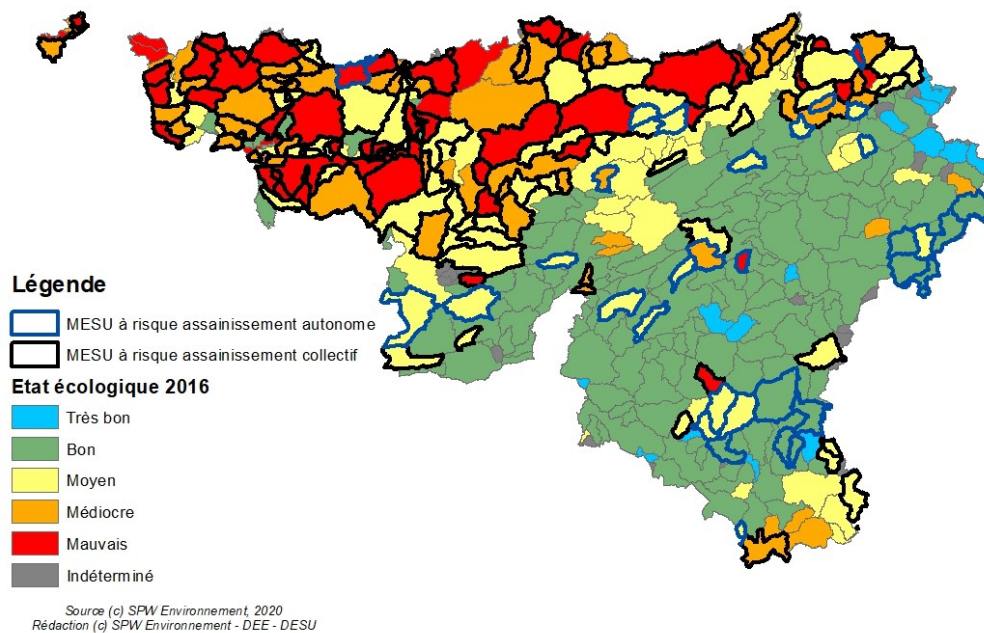 Légende
MESU à risque assainissement autonome
MESU à risque assainissement collectif
Etat écologique 2016
Très bon
Bon
Moyen
Médiocre
Mauvais
Indéterminé
Source (c) SPW Environnement, 2020
Rédaction (c) SPW Environnement - DEE - DESU